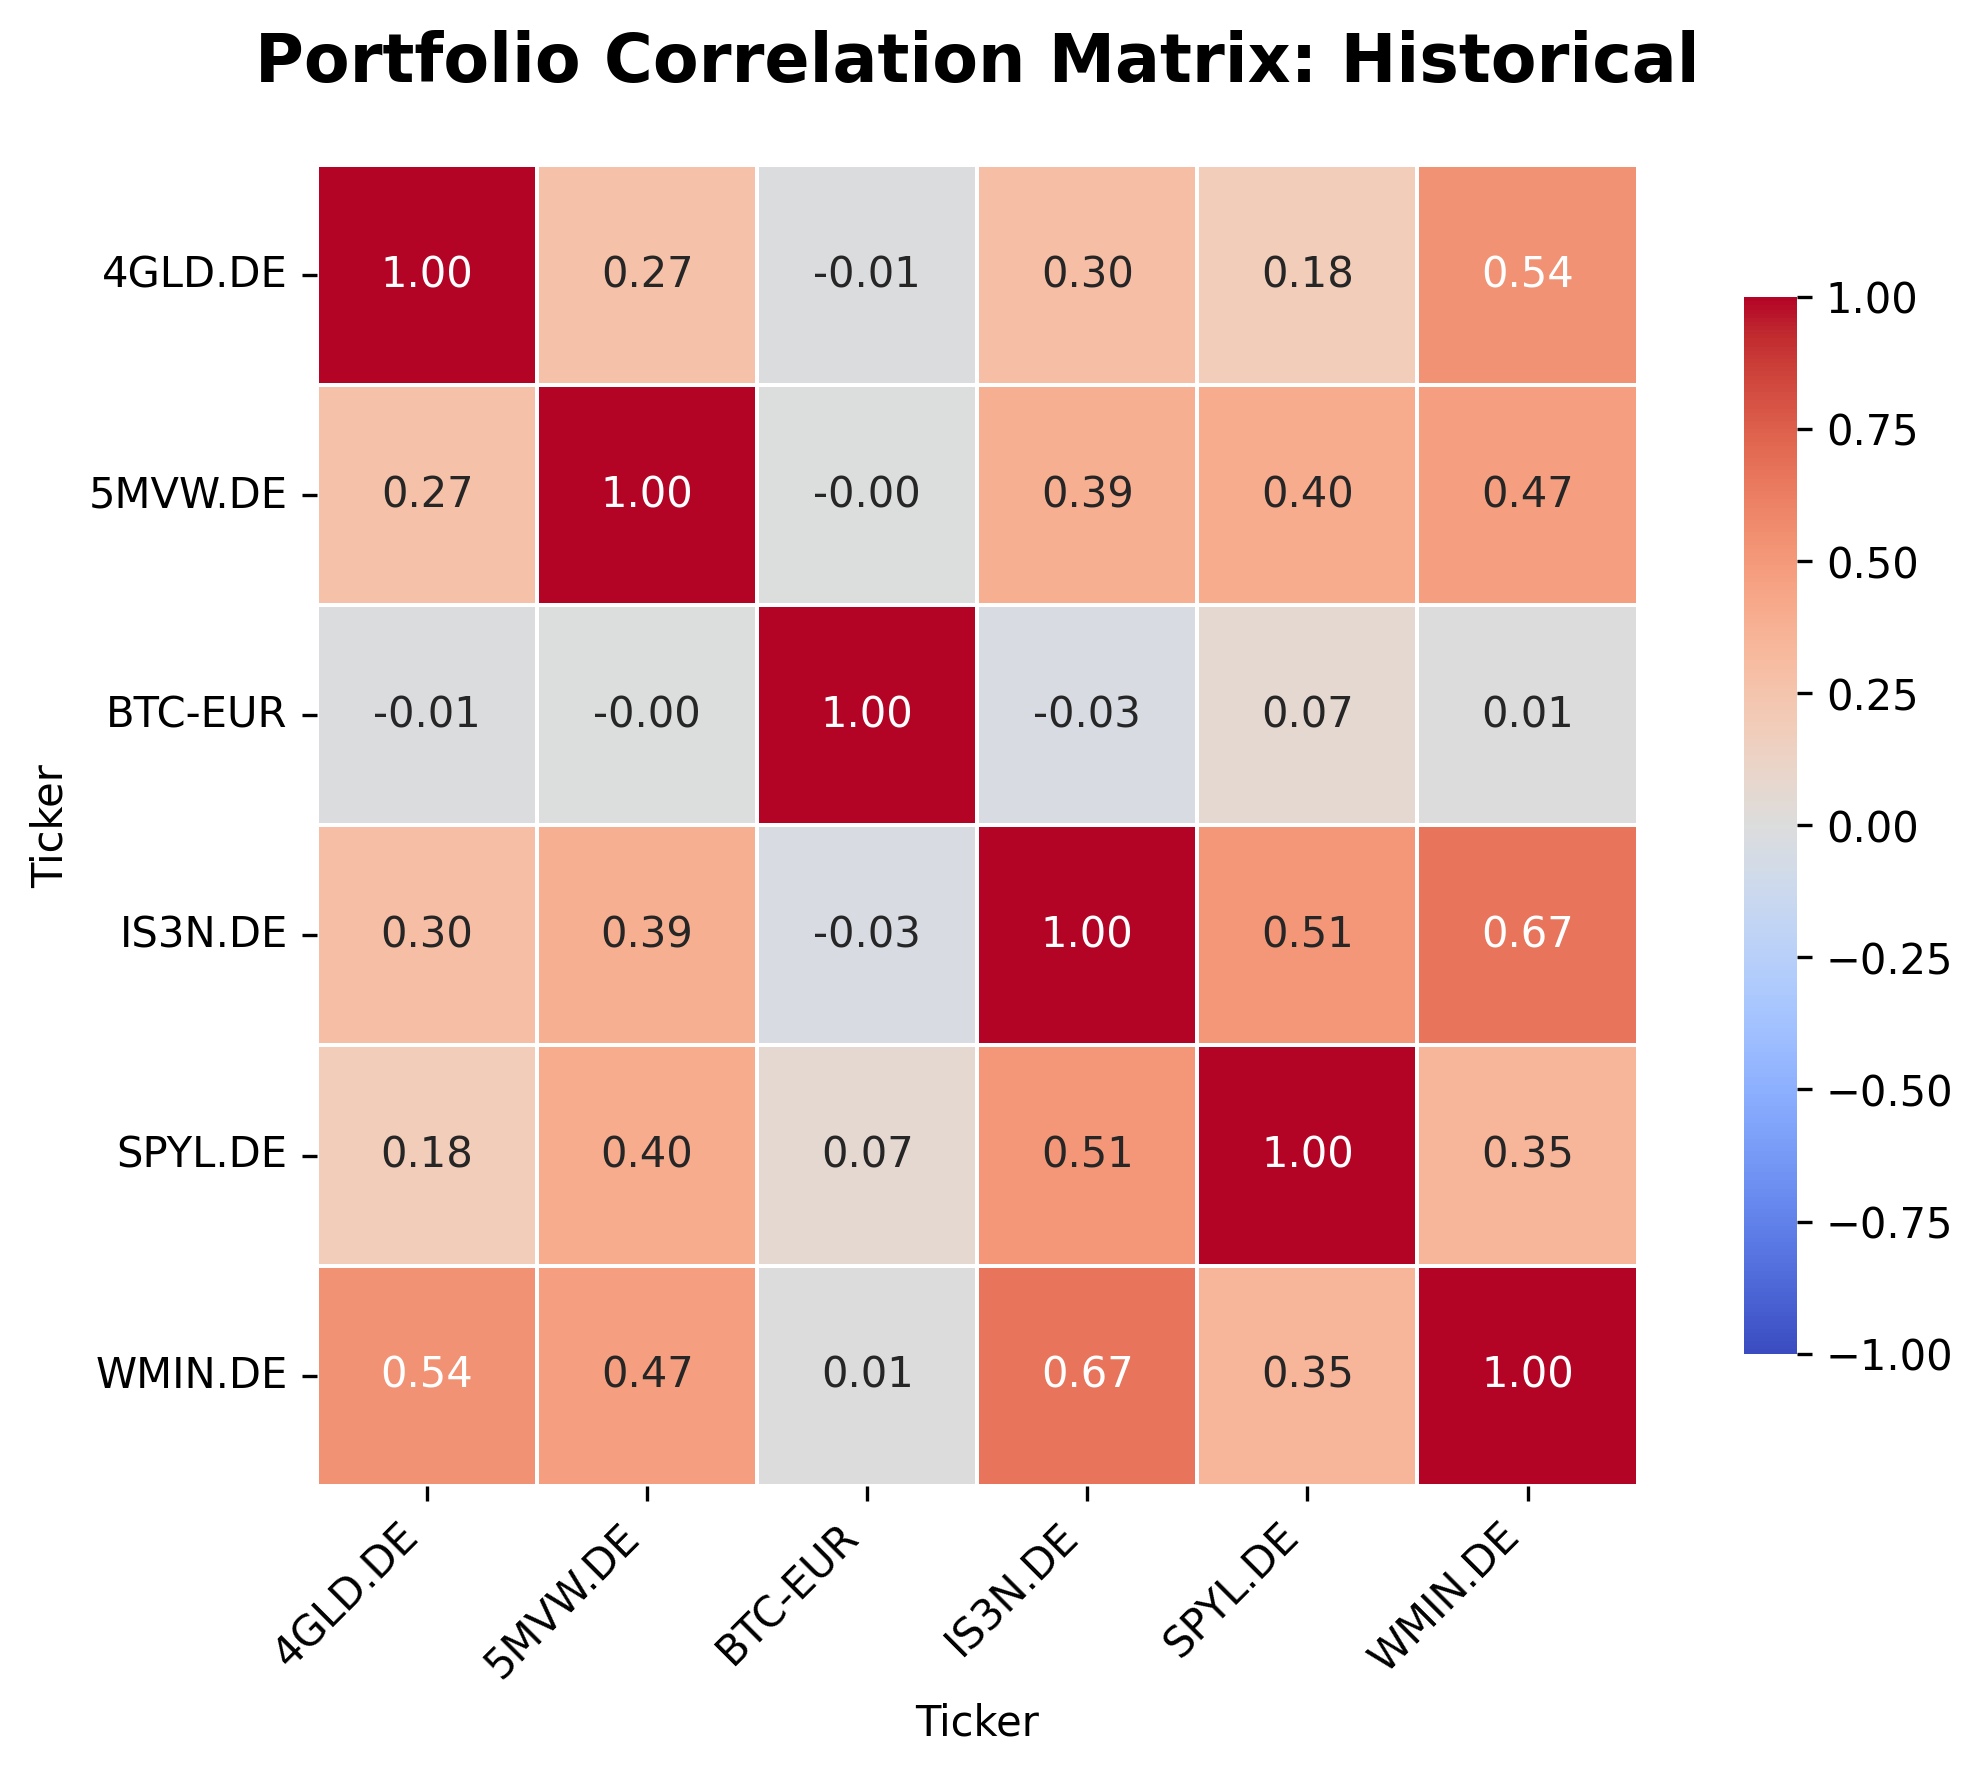 Portfolio Correlation Matrix: Historical
4GLD.DE 1.00 0.27 -0.01 0.30 0.18 0.54
5MVW.DE 0.27 1.00 -0.00 0.39 0.40 0.47
BTC-EUR -0.01 -0.00 1.00 -0.03 0.07 0.01
IS3N.DE 0.30 0.39 -0.03 1.00 0.51 0.67
SPYL.DE 0.18 0.40 0.07 0.51 1.00 0.35
WMIN.DE 0.54 0.47 0.01 0.67 0.35 1.00
Ticker
4GLD.DE 5MVW.DE BTC-EUR IS3N.DE SPYL.DE WMIN.DE
Ticker
1.00
0.75
0.50
0.25
0.00
−0.25
−0.50
−0.75
−1.00